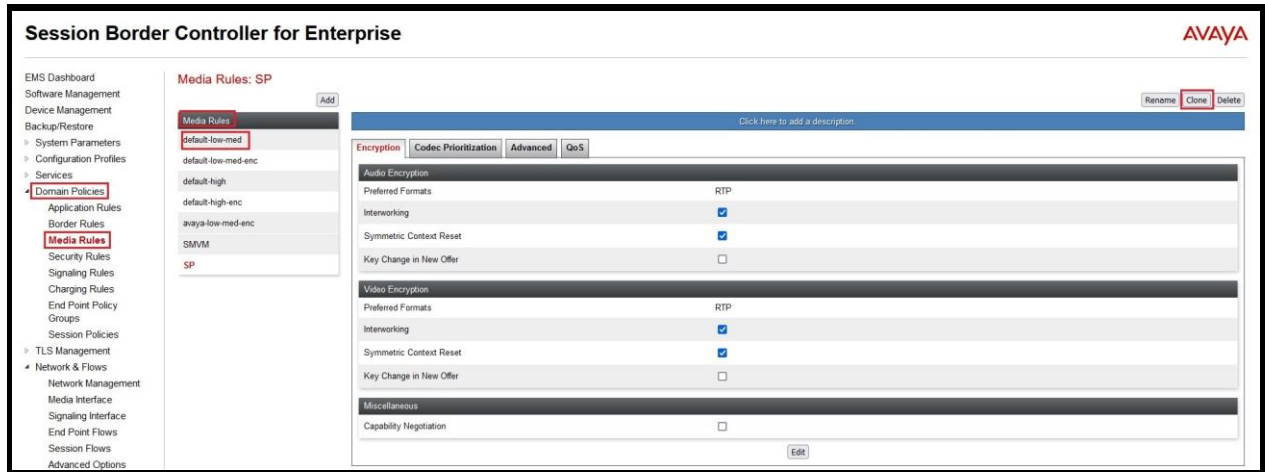 Session Border Controller for Enterprise
AVAYA
EMS Dashboard
Software Management
Device Management
Backup/Restore
System Parameters
Configuration Profiles
Services
Domain Policies
Application Rules
Border Rules
Media Rules
Security Rules
Signaling Rules
Charging Rules
End Point Policy
Groups
Session Policies
TLS Management
Network & Flows
Network Management
Media Interface
Signaling Interface
End Point Flows
Session Flows
Advanced Options
Media Rules: SP
Add
Rename Clone Delete
Media Rules
default-low-med
default-low-med-enc
default-high
default-high-enc
avaya-low-med-enc
SMVM
SP
Click here to add a description.
Encryption Codec Prioritization Advanced QoS
Audio Encryption
Preferred Formats RTP
Interworking
Symmetric Context Reset
Key Change in New Offer
Video Encryption
Preferred Formats RTP
Interworking
Symmetric Context Reset
Key Change in New Offer
Miscellaneous
Capability Negotiation
Edit